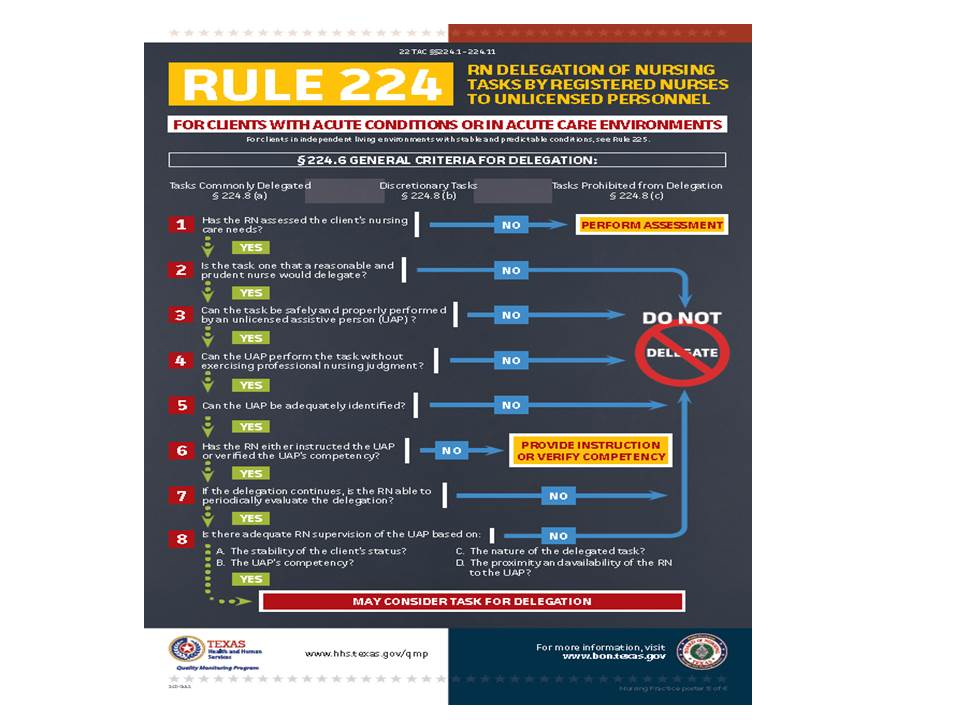 22 TAC §§224.1 - 224.11
RULE 224
RN DELEGATION OF NURSING
TASKS BY REGISTERED NURSES
TO UNLICENSED PERSONNEL
FOR CLIENTS WITH ACUTE CONDITIONS OR IN ACUTE CARE ENVIRONMENTS
For clients in independent living environments with stable and predictable conditions, see Rule 225.
§ 224.6 GENERAL CRITERIA FOR DELEGATION:
Tasks Commonly Delegated
§ 224.8 (a)
Discretionary Tasks
§ 224.8 (b)
Tasks Prohibited from Delegation
§ 224.8 (c)
1
Has the RN assessed the client's nursing
care needs?
NO
PERFORM ASSESSMENT
YES
2
Is the task one that a reasonable and
prudent nurse would delegate?
NO
YES
3
Can the task be safely and properly performed
by an unlicensed assistive person (UAP) ?
NO
DO NOT
DELEGATE
YES
4
Can the UAP perform the task without
exercising professional nursing judgment?
NO
YES
5
Can the UAP be adequately identified?
NO
YES
6
Has the RN either instructed the UAP
or verified the UAP's competency?
NO
PROVIDE INSTRUCTION
OR VERIFY COMPETENCY
YES
7
If the delegation continues, is the RN able to
periodically evaluate the delegation?
NO
YES
8
Is there adequate RN supervision of the UAP based on:
NO
A. The stability of the client's status?
B. The UAP's competency?
C. The nature of the delegated task?
D. The proximity and availability of the RN
to the UAP?
YES
MAY CONSIDER TASK FOR DELEGATION
TEXAS
Health and Human
Services
Quality Monitoring Program
www.hhs.texas.gov/qmp
For more information, visit
www.bon.texas.gov
Nursing Practice poster 5 of 6